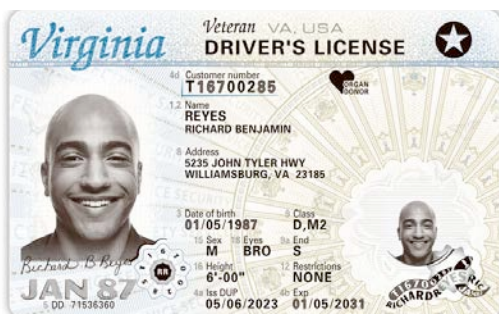 Virginia
Veteran VA, USA
DRIVER'S LICENSE
4d Customer number
T16700285
ORGAN DONOR
1,2 Name
REYES
RICHARD BENJAMIN
8 Address
5235 JOHN TYLER HWY
WILLIAMSBURG, VA 23185
3 Date of birth
01/05/1987
9 Class
D,M2
15 Sex
M
18 Eyes
BRO
9a End
S
16 Height
6'-00"
12 Restrictions
NONE
4a Iss DUP
05/06/2023
4b Exp
01/05/2031
Richard B Reyes
RR
JAN 87
5 DD 71536360